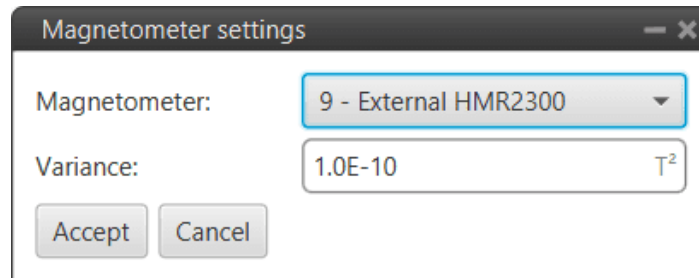 Magnetometer settings
Magnetometer: 9 - External HMR2300
Variance: 1.0E-10 T²
Accept Cancel